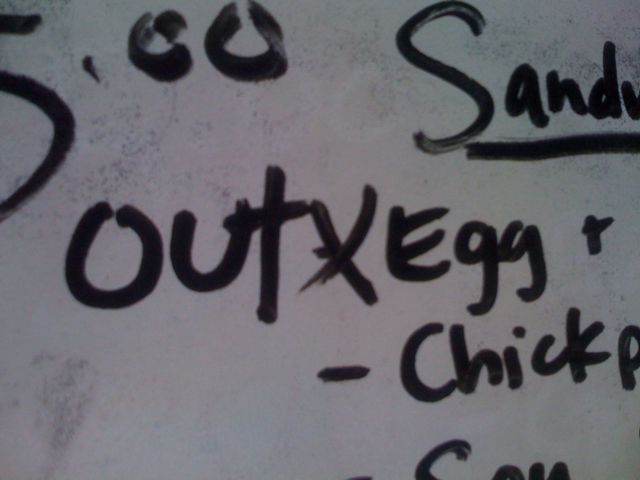 5.00 Sandw
OUT X Egg +
- Chickp